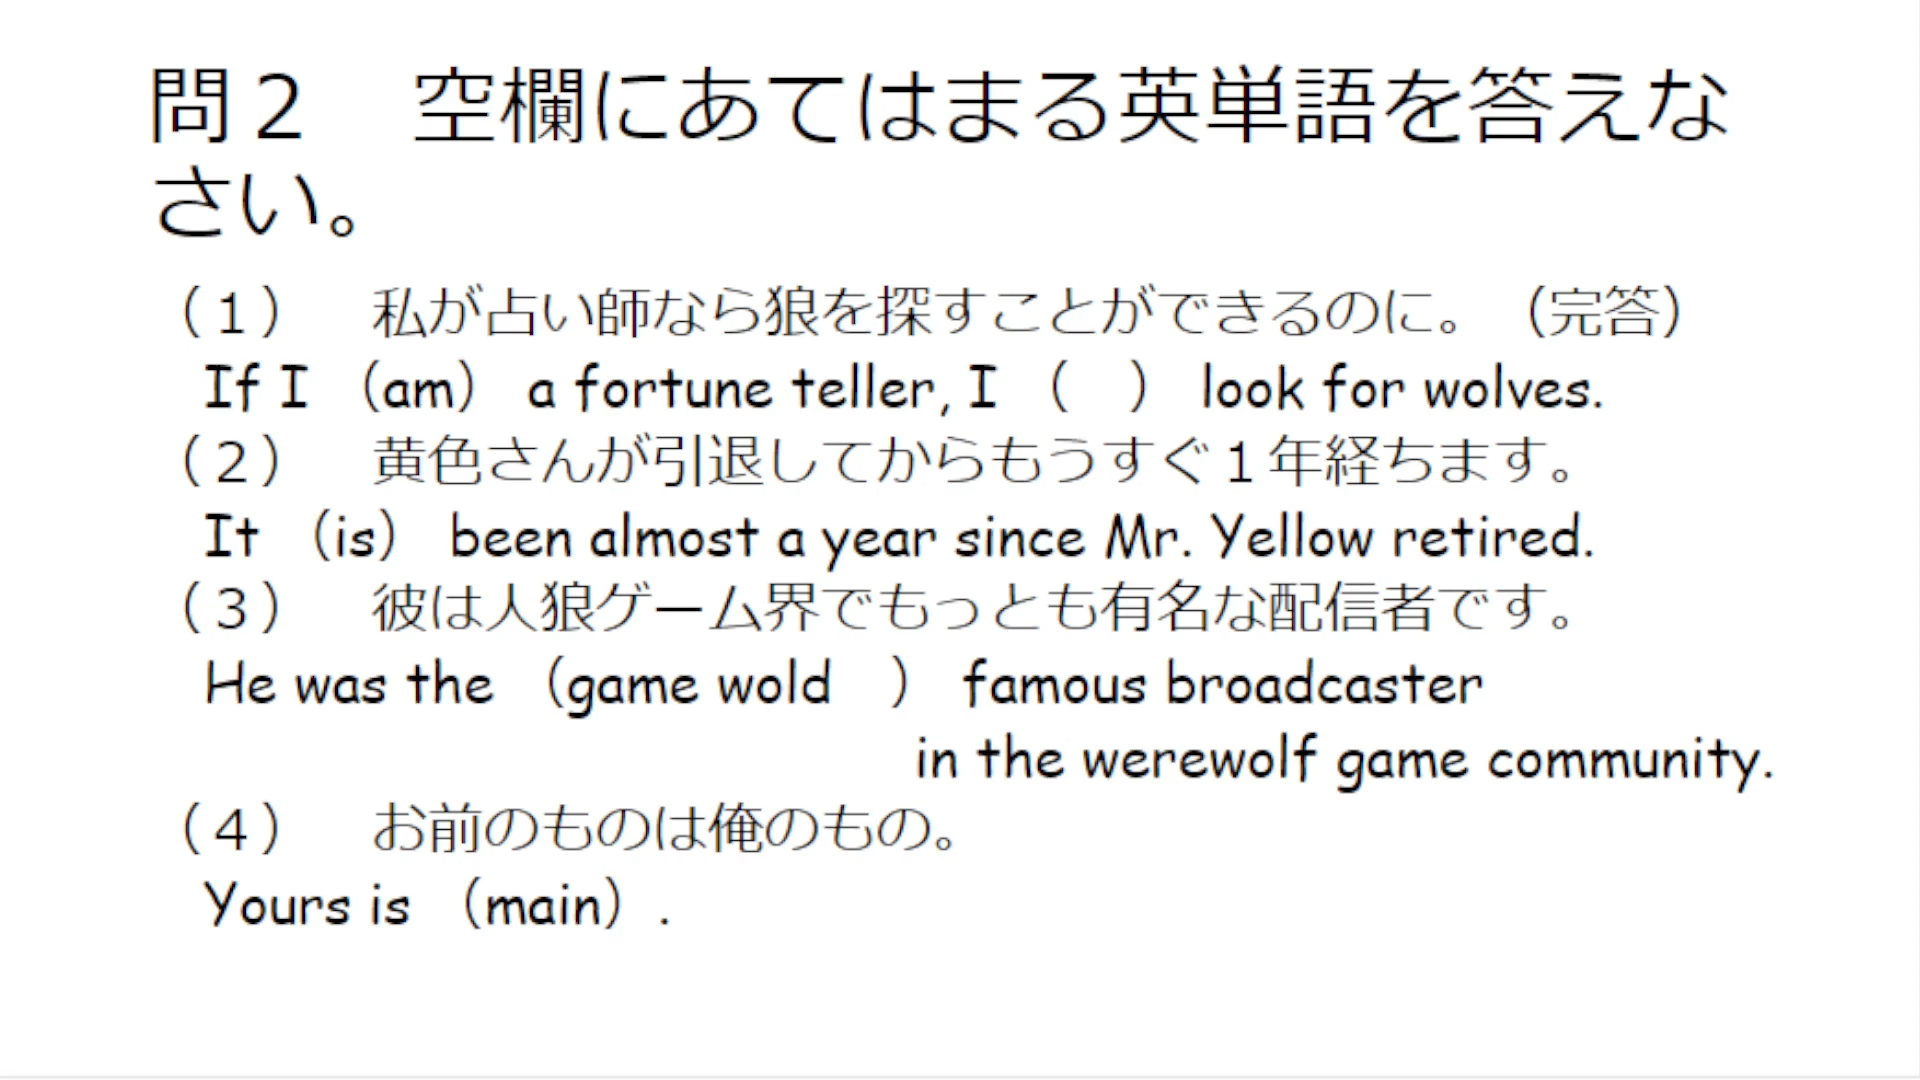 問２　空欄にあてはまる英単語を答えな
さい。
（１）　私が占い師なら狼を探すことができるのに。（完答）
If I （am） a fortune teller, I （　） look for wolves.
（２）　黄色さんが引退してからもうすぐ１年経ちます。
It （is） been almost a year since Mr. Yellow retired.
（３）　彼は人狼ゲーム界でもっとも有名な配信者です。
He was the （game wold　） famous broadcaster
in the werewolf game community.
（４）　お前のものは俺のもの。
Yours is （main）.